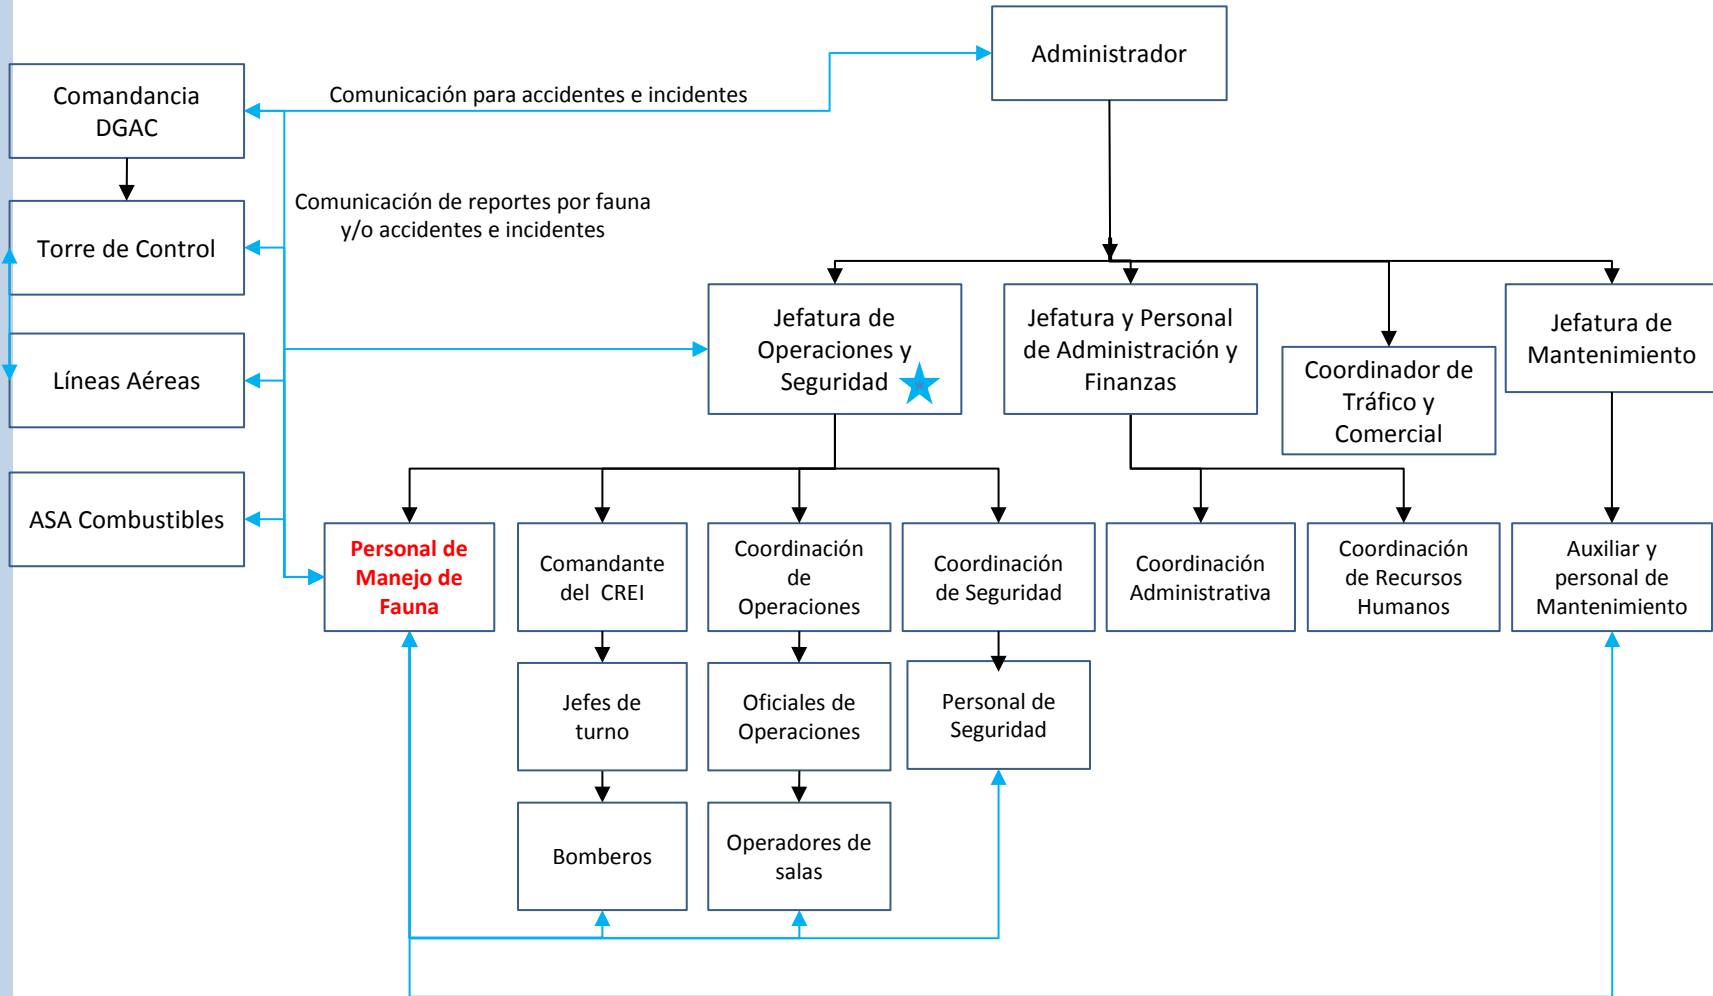 Administrador
Comandancia
DGAC
Comunicación para accidentes e incidentes
Comunicación de reportes por fauna
y/o accidentes e incidentes
Torre de Control
Líneas Aéreas
ASA Combustibles
Jefatura de
Operaciones y
Seguridad
Jefatura y Personal
de Administración y
Finanzas
Coordinador de
Tráfico y
Comercial
Jefatura de
Mantenimiento
Personal de
Manejo de
Fauna
Comandante
del CREI
Coordinación
de
Operaciones
Coordinación
de Seguridad
Coordinación
Administrativa
Coordinación
de Recursos
Humanos
Auxiliar y
personal de
Mantenimiento
Jefes de
turno
Oficiales de
Operaciones
Personal de
Seguridad
Bomberos
Operadores de
salas